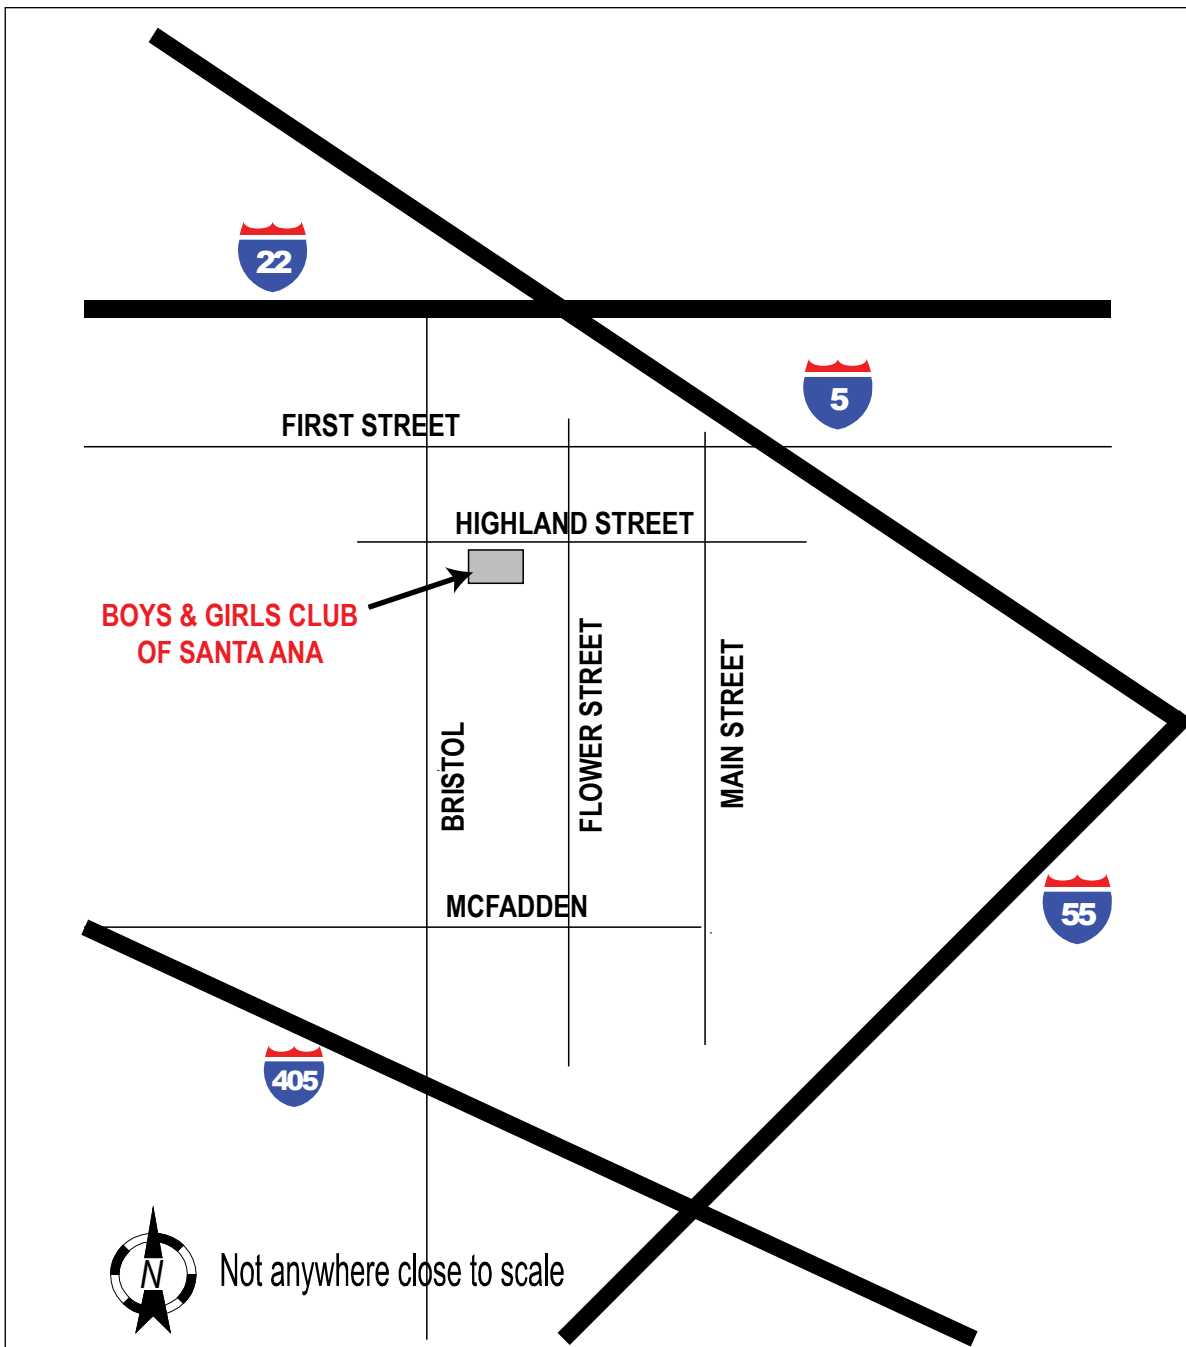 22
5
FIRST STREET
HIGHLAND STREET
BOYS & GIRLS CLUB
OF SANTA ANA
FLOWER STREET
MAIN STREET
BRISTOL
MCFADDEN
55
405
N
Not anywhere close to scale